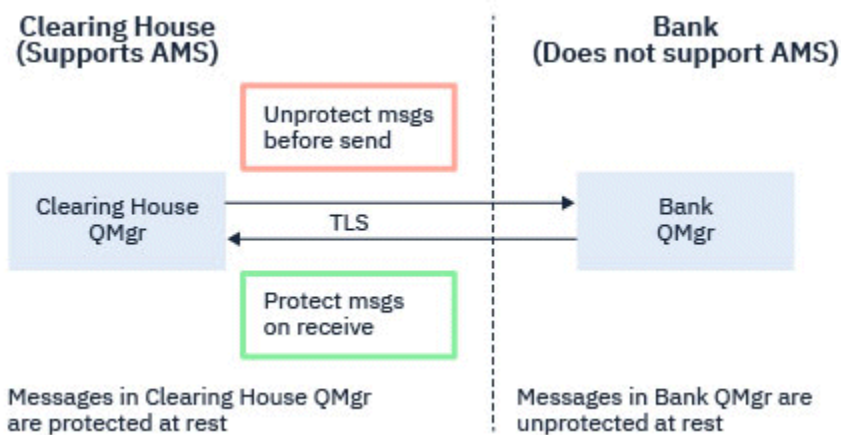 Clearing House
(Supports AMS)
Bank
(Does not support AMS)
Unprotect msgs
before send
Clearing House
QMgr
TLS
Bank
QMgr
Protect msgs
on receive
Messages in Clearing House QMgr
are protected at rest
Messages in Bank QMgr are
unprotected at rest